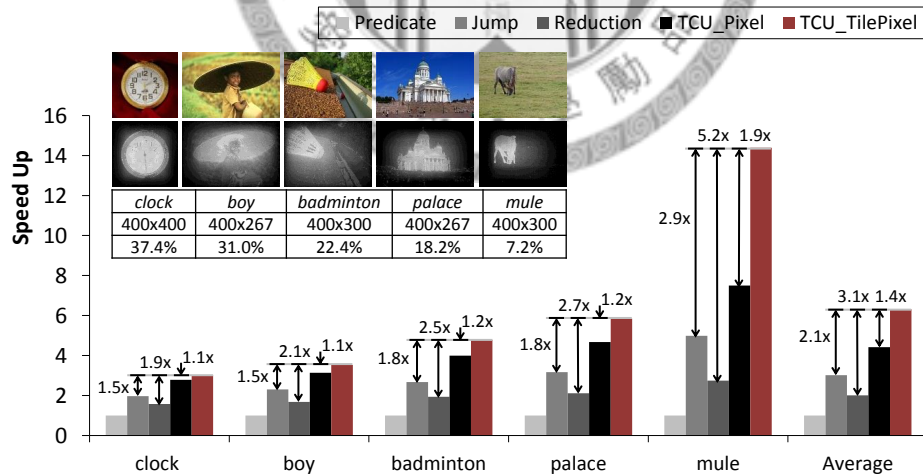 Predicate Jump Reduction TCU_Pixel TCU_TilePixel
clock boy badminton palace mule
400x400 400x267 400x300 400x267 400x300
37.4% 31.0% 22.4% 18.2% 7.2%
Speed Up
16
14
12
10
8
6
4
2
0
1.5x 1.9x 1.1x
1.5x 2.1x 1.1x
1.8x 2.5x 1.2x
1.8x 2.7x 1.2x
2.9x 5.2x 1.9x
2.1x 3.1x 1.4x
clock boy badminton palace mule Average